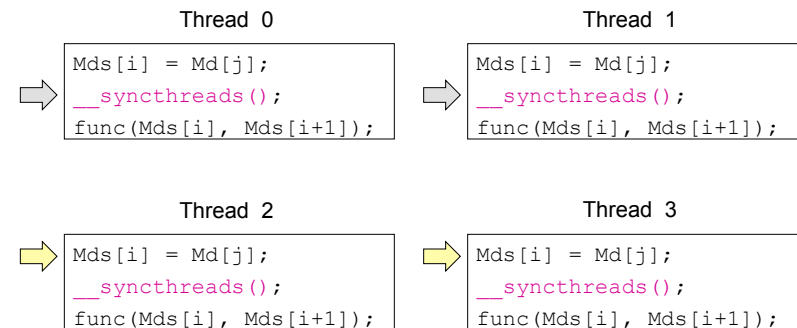 Thread 0
Mds[i] = Md[j];
__syncthreads();
func(Mds[i], Mds[i+1]);
Thread 1
Mds[i] = Md[j];
__syncthreads();
func(Mds[i], Mds[i+1]);
Thread 2
Mds[i] = Md[j];
__syncthreads();
func(Mds[i], Mds[i+1]);
Thread 3
Mds[i] = Md[j];
__syncthreads();
func(Mds[i], Mds[i+1]);